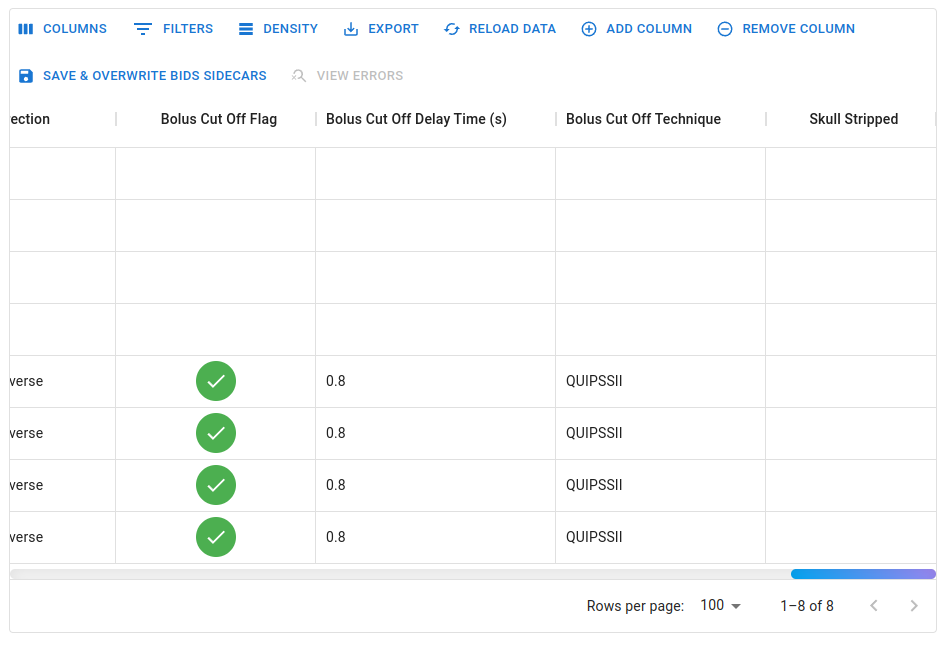 COLUMNS FILTERS DENSITY EXPORT RELOAD DATA ADD COLUMN REMOVE COLUMN
SAVE & OVERWRITE BIDS SIDECARS VIEW ERRORS
ection Bolus Cut Off Flag Bolus Cut Off Delay Time (s) Bolus Cut Off Technique Skull Stripped
verse 0.8 QUIPSSII
verse 0.8 QUIPSSII
verse 0.8 QUIPSSII
verse 0.8 QUIPSSII
Rows per page: 100 1–8 of 8